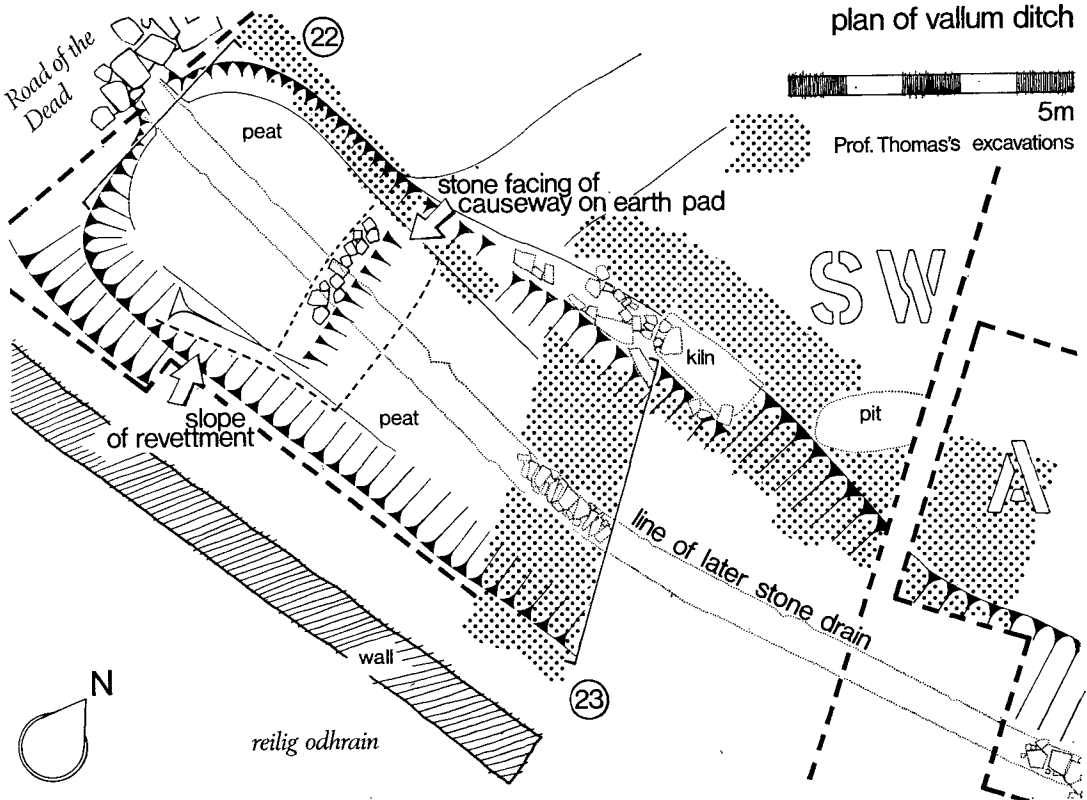 plan of vallum ditch
5m
Prof. Thomas's excavations
Road of the
Dead
22
peat
stone facing of
causeway on earth pad
SW
kiln
pit
A
slope
of revettment
peat
line of later stone drain
wall
23
N
reilig odhrain